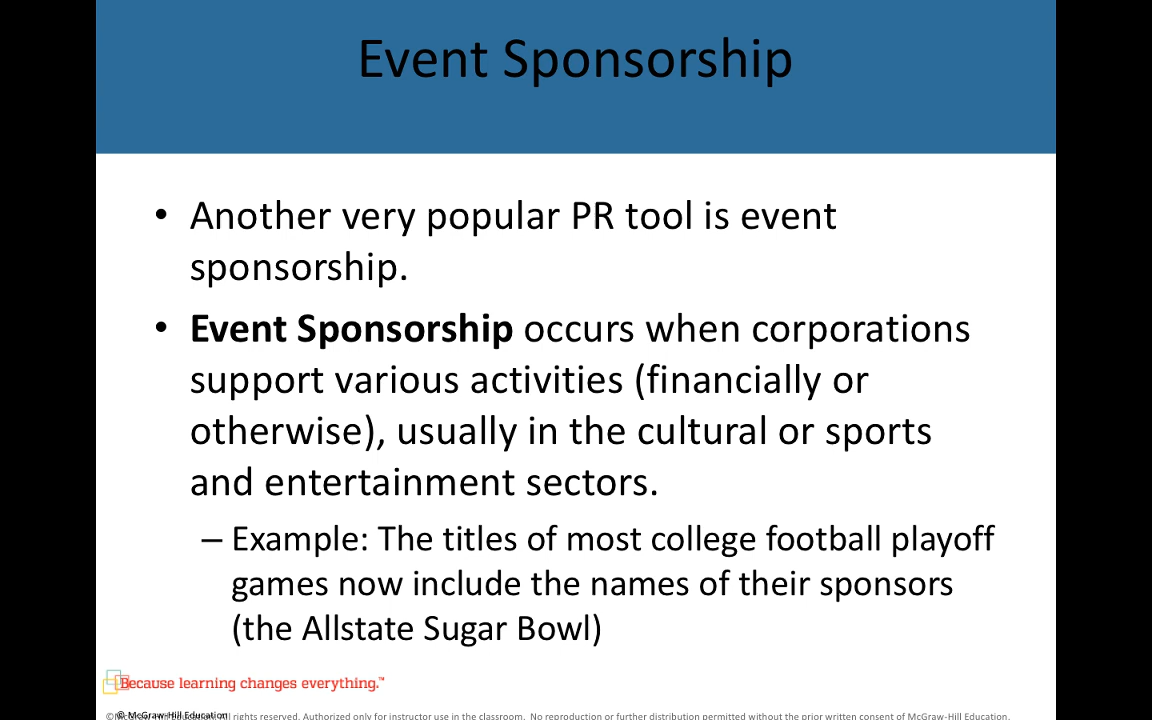 Event Sponsorship
• Another very popular PR tool is event
sponsorship.
• Event Sponsorship occurs when corporations
support various activities (financially or
otherwise), usually in the cultural or sports
and entertainment sectors.
– Example: The titles of most college football playoff
games now include the names of their sponsors
(the Allstate Sugar Bowl)
Because learning changes everything.™
© McGraw-Hill Education
©McGraw-Hill Education. All rights reserved. Authorized only for instructor use in the classroom. No reproduction or further distribution permitted without the prior written consent of McGraw-Hill Education.